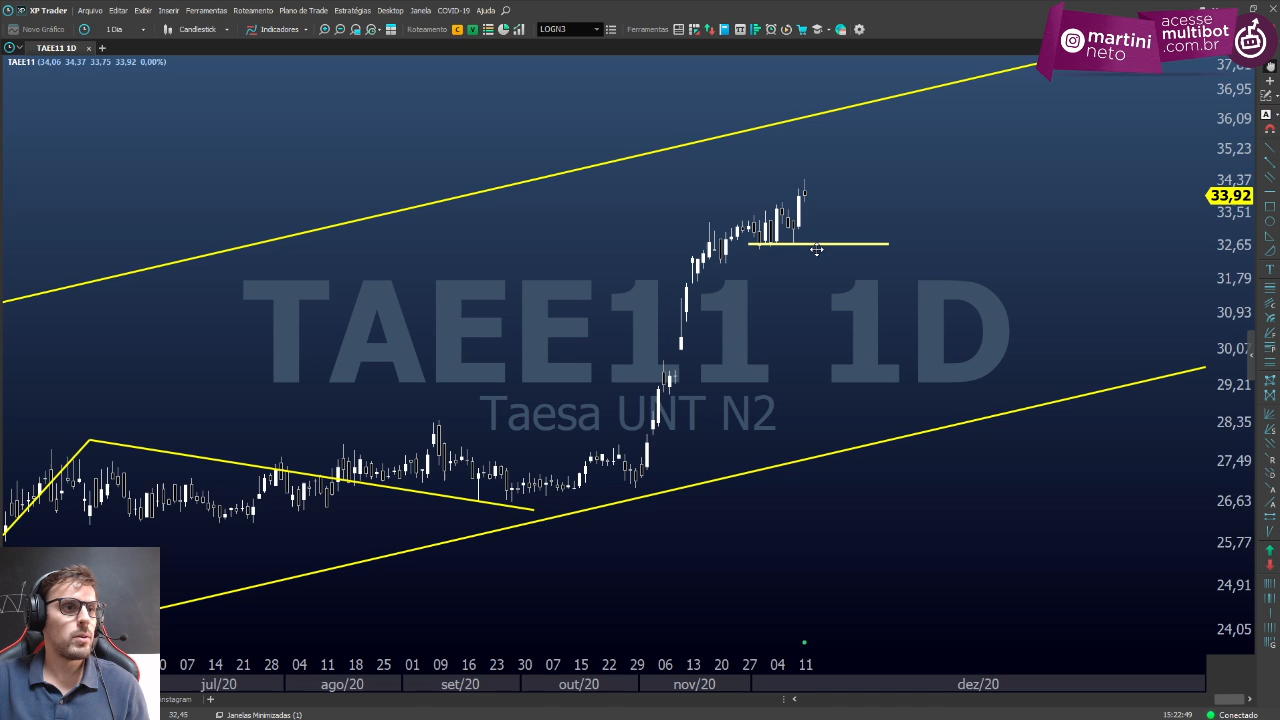 XP Trader Arquivo Editar Exibir Inserir Ferramentas Roteamento Plano de Trade Estratégias Desktop Janela COVID-19 Ajuda
Novo Gráfico 1 Dia Candlestick Indicadores Roteamento C V LOGN3 Ferramentas
martini
neto
acesse
multibot
.com.br
TAEE11 1D
TAEE11 (34,06 34,37 33,75 33,92 0,00%)
36,95
36,09
35,23
34,37
33,92
33,51
32,65
31,79
30,93
30,07
29,21
28,35
27,49
26,63
25,77
24,91
24,05
TAEE11 1D
Taesa UNT N2
07 14 21 28 04 11 18 25 01 09 16 23 30 07 15 22 29 06 13 20 27 04 11
jul/20 ago/20 set/20 out/20 nov/20 dez/20
instagram
32,45 Janelas Minimizadas (1) 15:22:49 Conectado